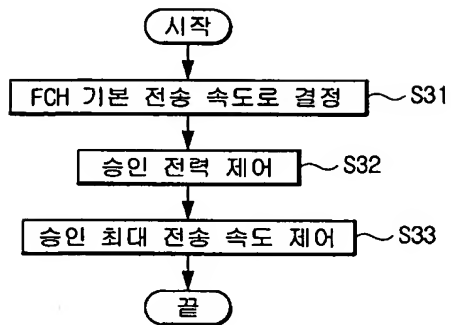 시작
FCH 기본 전송 속도로 결정
S31
승인 전력 제어
S32
승인 최대 전송 속도 제어
S33
끝